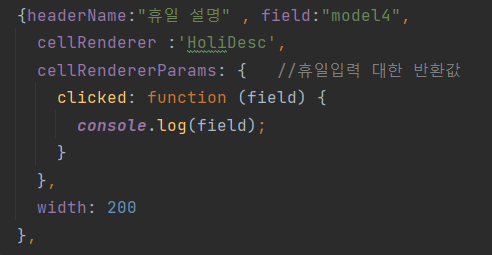 {headerName:"휴일 설명" , field:"model4",
cellRenderer :'HoliDesc',
cellRendererParams: {   //휴일입력 대한 반환값
clicked: function (field) {
console.log(field);
}
},
width: 200
},